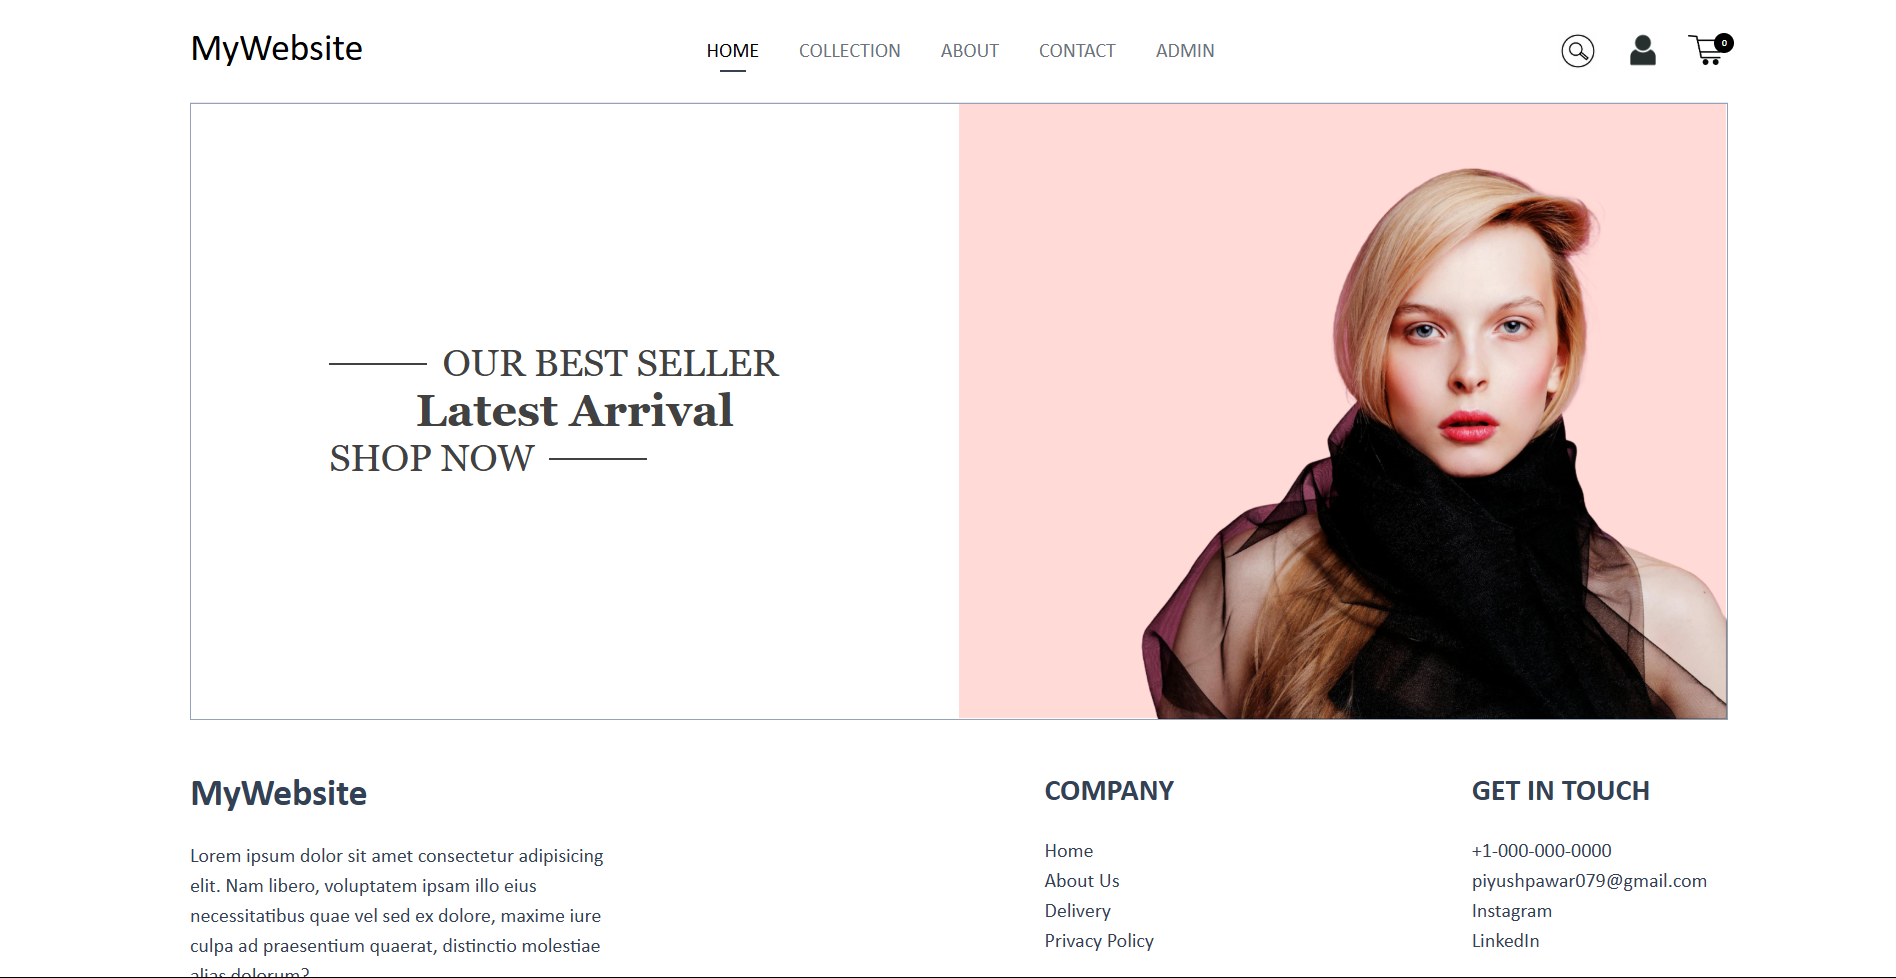 MyWebsite
HOME COLLECTION ABOUT CONTACT ADMIN
0
OUR BEST SELLER
Latest Arrival
SHOP NOW
MyWebsite
Lorem ipsum dolor sit amet consectetur adipisicing
elit. Nam libero, voluptatem ipsam illo eius
necessitatibus quae vel sed ex dolore, maxime iure
culpa ad praesentium quaerat, distinctio molestiae
alias dolorum?
COMPANY
Home
About Us
Delivery
Privacy Policy
GET IN TOUCH
+1-000-000-0000
piyushpawar079@gmail.com
Instagram
LinkedIn